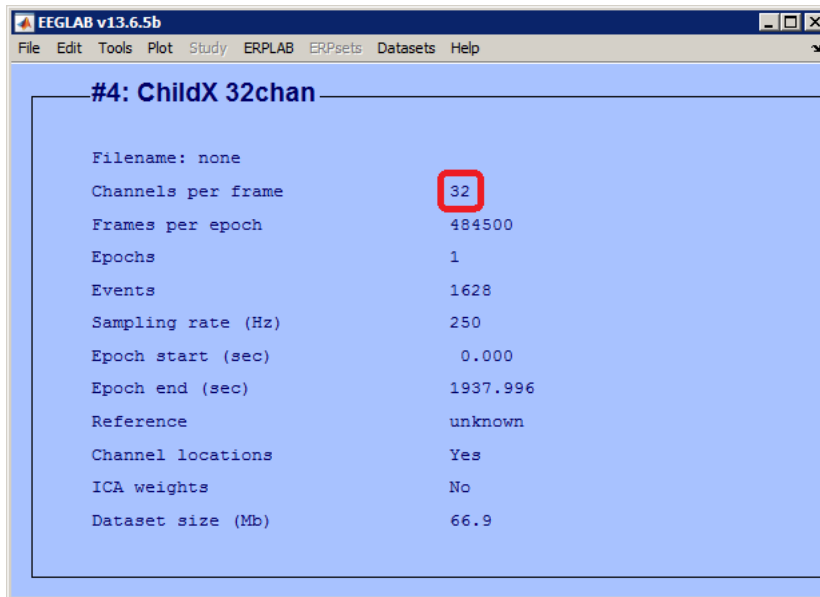 EEGLAB v13.6.5b
File Edit Tools Plot Study ERPLAB ERPsets Datasets Help
#4: ChildX 32chan
Filename: none
Channels per frame 32
Frames per epoch 484500
Epochs 1
Events 1628
Sampling rate (Hz) 250
Epoch start (sec) 0.000
Epoch end (sec) 1937.996
Reference unknown
Channel locations Yes
ICA weights No
Dataset size (Mb) 66.9